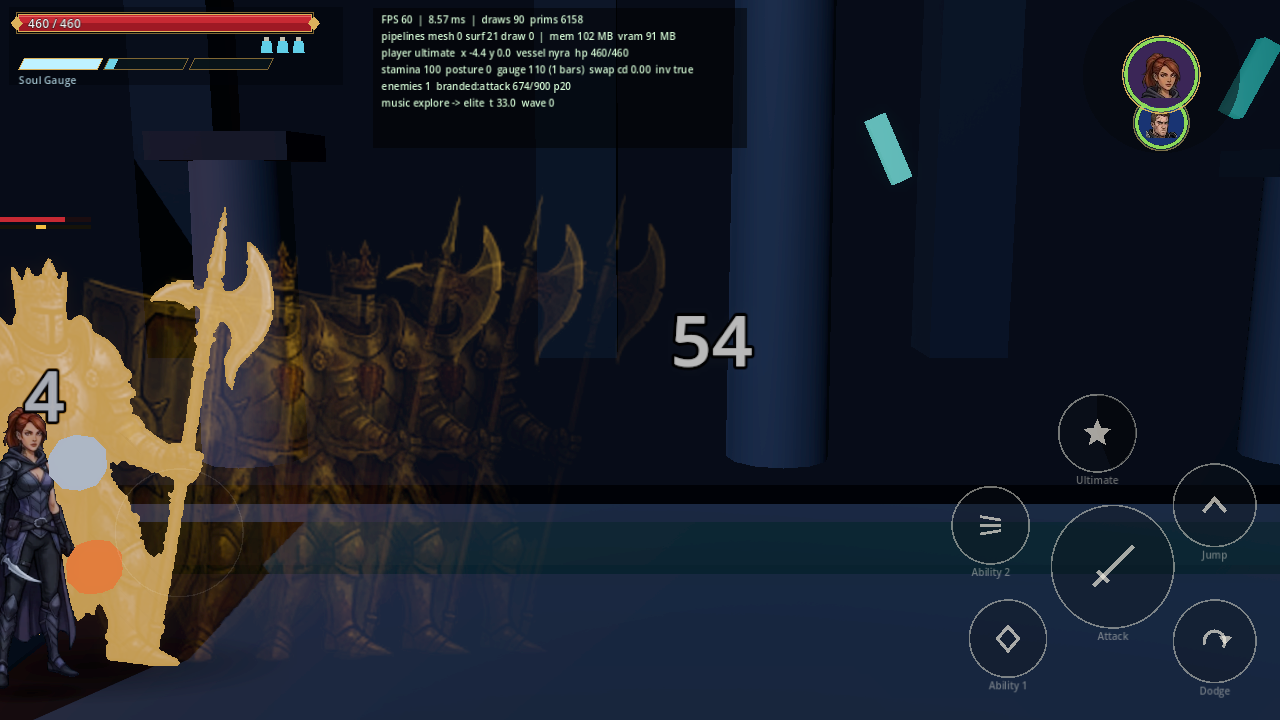 460 / 460
Soul Gauge
FPS 60 | 8.57 ms | draws 90 prims 6158
pipelines mesh 0 surf 21 draw 0 | mem 102 MB vram 91 MB
player ultimate x -4.4 y 0.0 vessel nyra hp 460/460
stamina 100 posture 0 gauge 110 (1 bars) swap cd 0.00 inv true
enemies 1 branded:attack 674/900 p20
music explore -> elite t 33.0 wave 0
54
4
Ultimate
Ability 2
Jump
Attack
Ability 1
Dodge